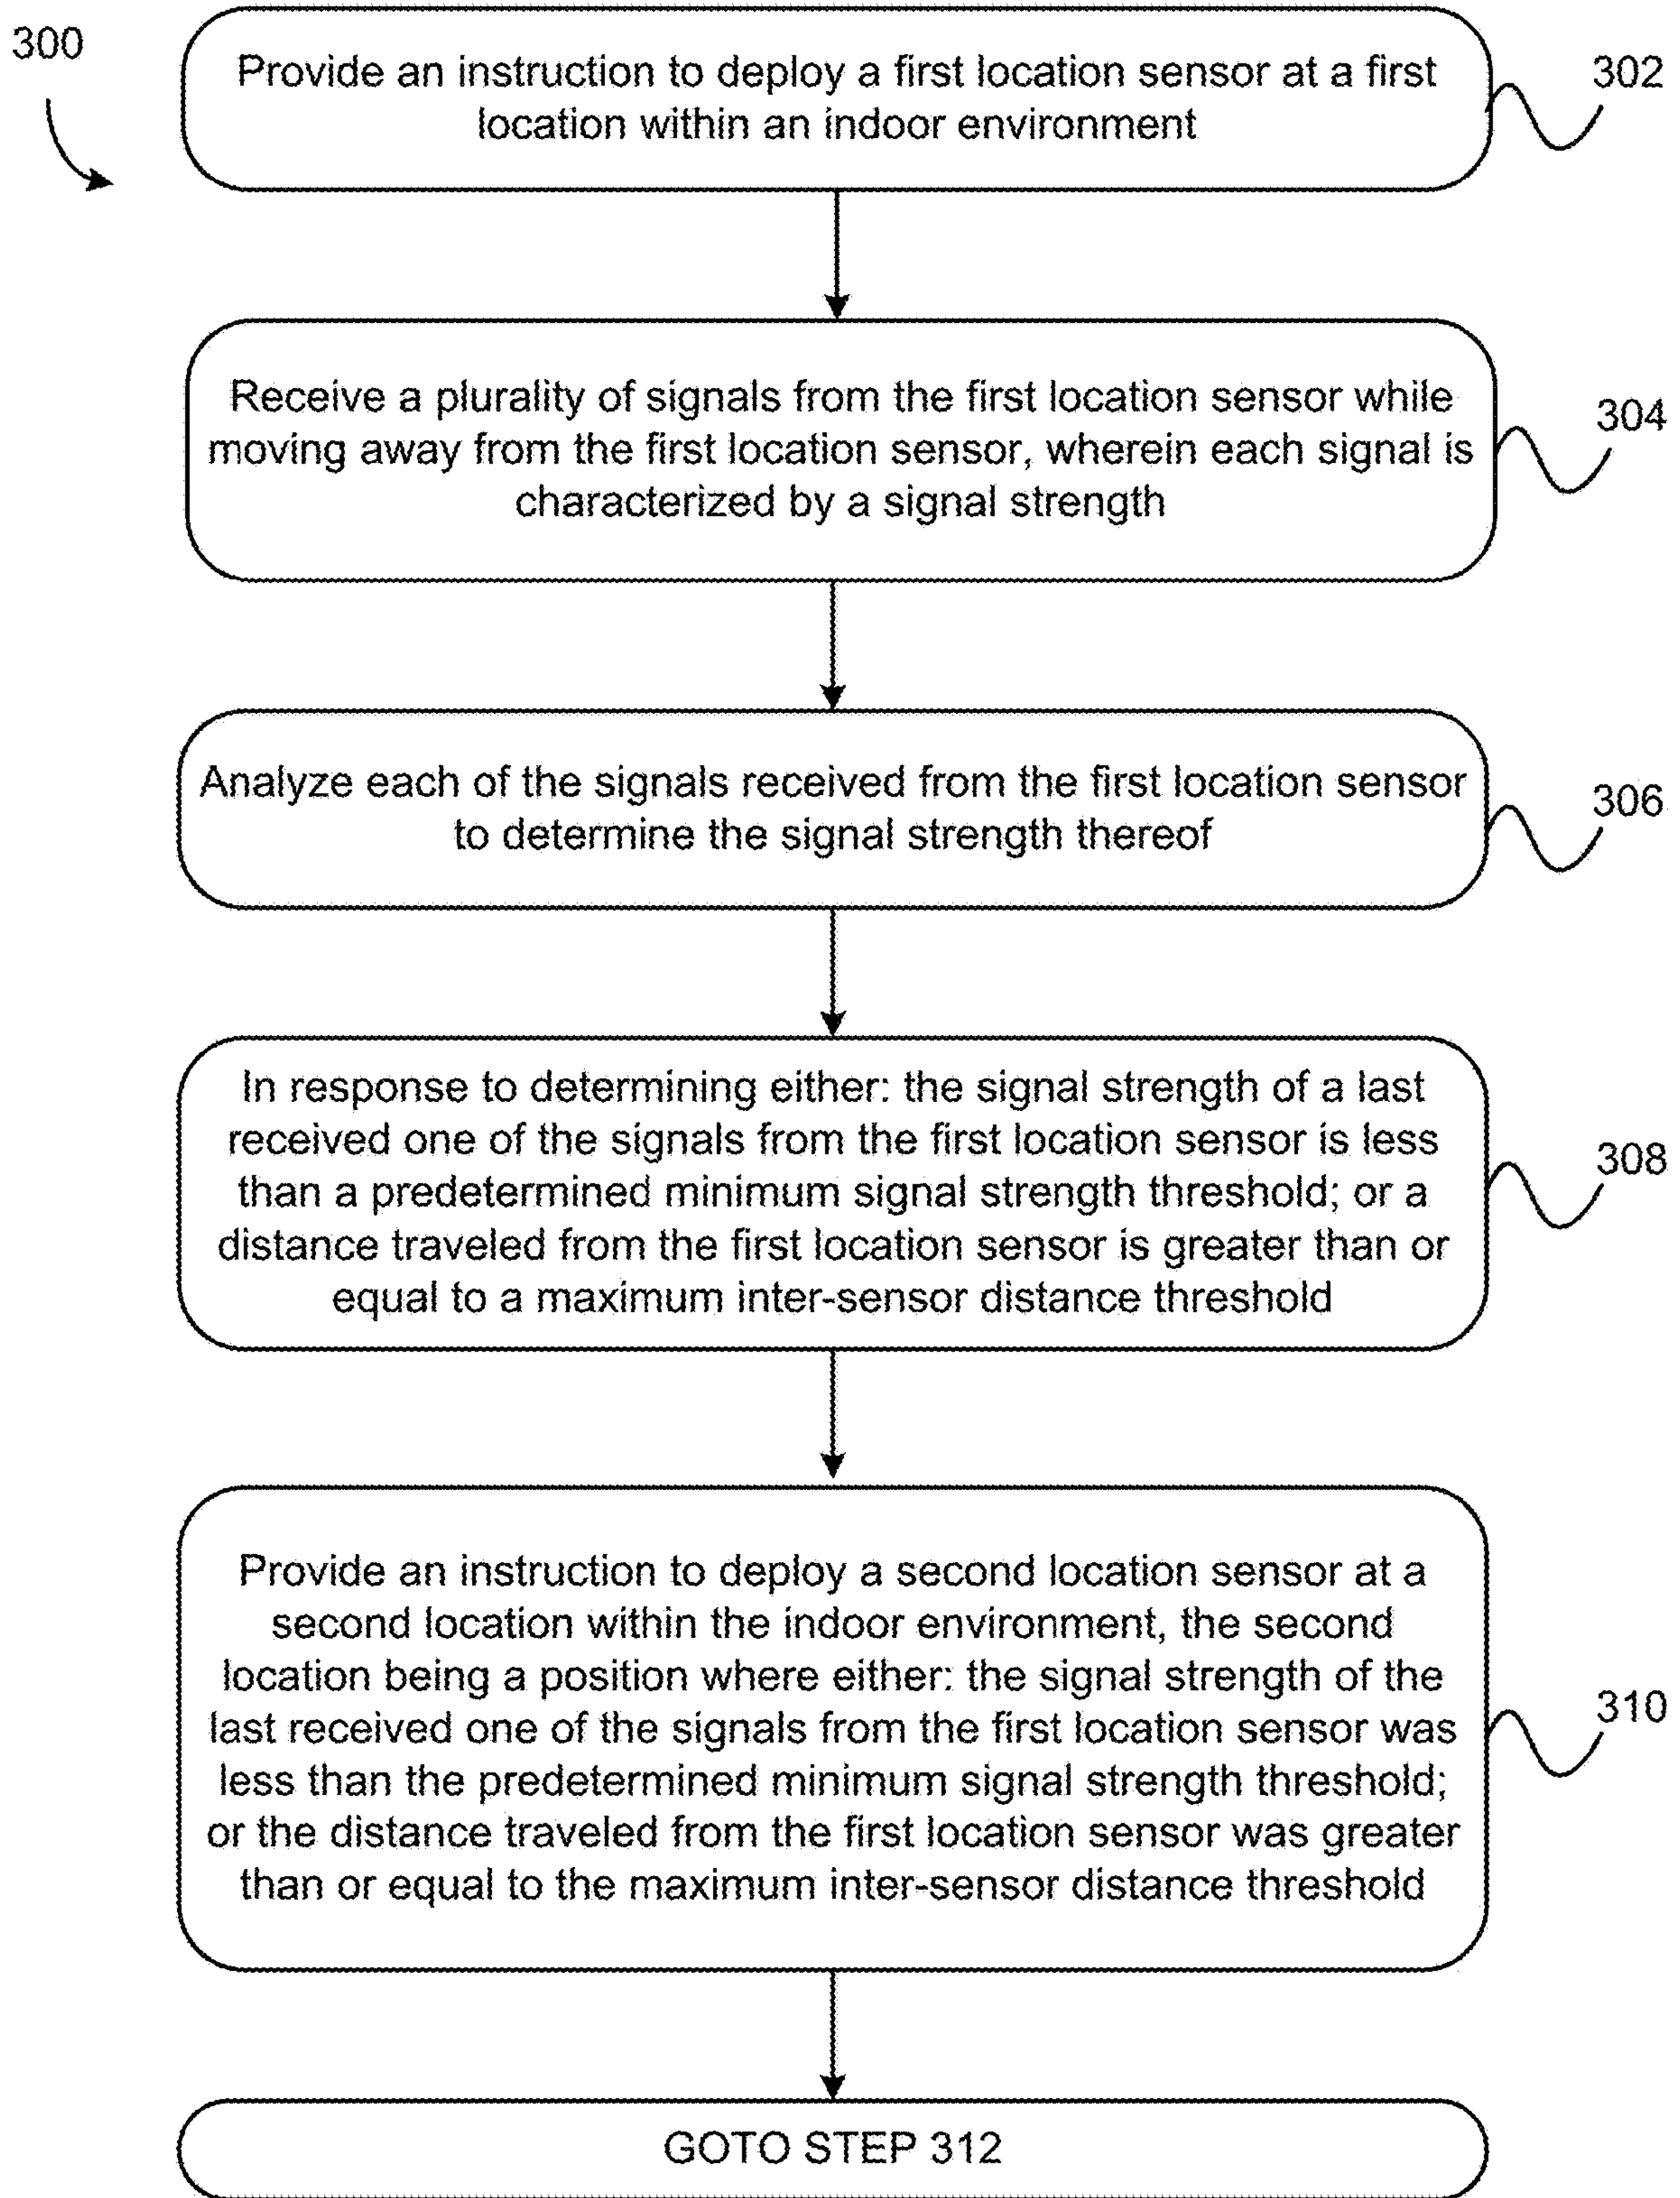 300
Provide an instruction to deploy a first location sensor at a first
location within an indoor environment
302
Receive a plurality of signals from the first location sensor while
moving away from the first location sensor, wherein each signal is
characterized by a signal strength
304
Analyze each of the signals received from the first location sensor
to determine the signal strength thereof
306
In response to determining either: the signal strength of a last
received one of the signals from the first location sensor is less
than a predetermined minimum signal strength threshold; or a
distance traveled from the first location sensor is greater than or
equal to a maximum inter-sensor distance threshold
308
Provide an instruction to deploy a second location sensor at a
second location within the indoor environment, the second
location being a position where either: the signal strength of the
last received one of the signals from the first location sensor was
less than the predetermined minimum signal strength threshold;
or the distance traveled from the first location sensor was greater
than or equal to the maximum inter-sensor distance threshold
310
GOTO STEP 312